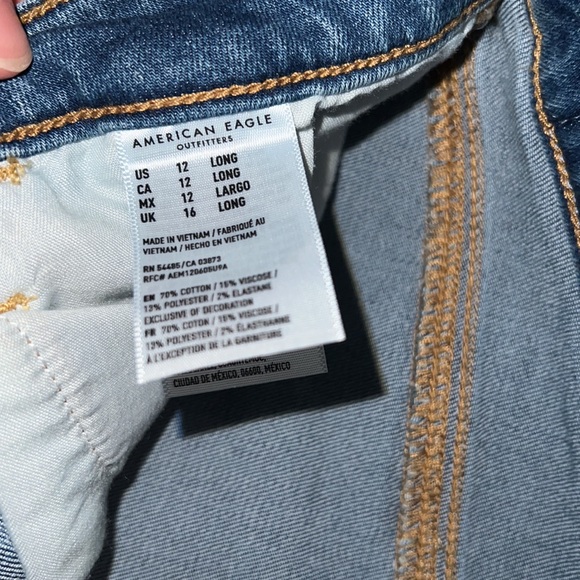 AMERICAN EAGLE
OUTFITTERS
US 12 LONG
CA 12 LONG
MX 12 LARGO
UK 16 LONG
MADE IN VIETNAM / FABRIQUÉ AU
VIETNAM / HECHO EN VIETNAM
RN 54485/CA 03873
RFC# AEM120605U9A
EN 70% COTTON / 15% VISCOSE /
13% POLYESTER / 2% ELASTANE
EXCLUSIVE OF DECORATION
FR 70% COTON / 15% VISCOSE /
13% POLYESTER / 2% ÉLASTHANNE
À L'EXCEPTION DE LA GARNITURE
CIUDAD DE MÉXICO, 06600, MÉXICO